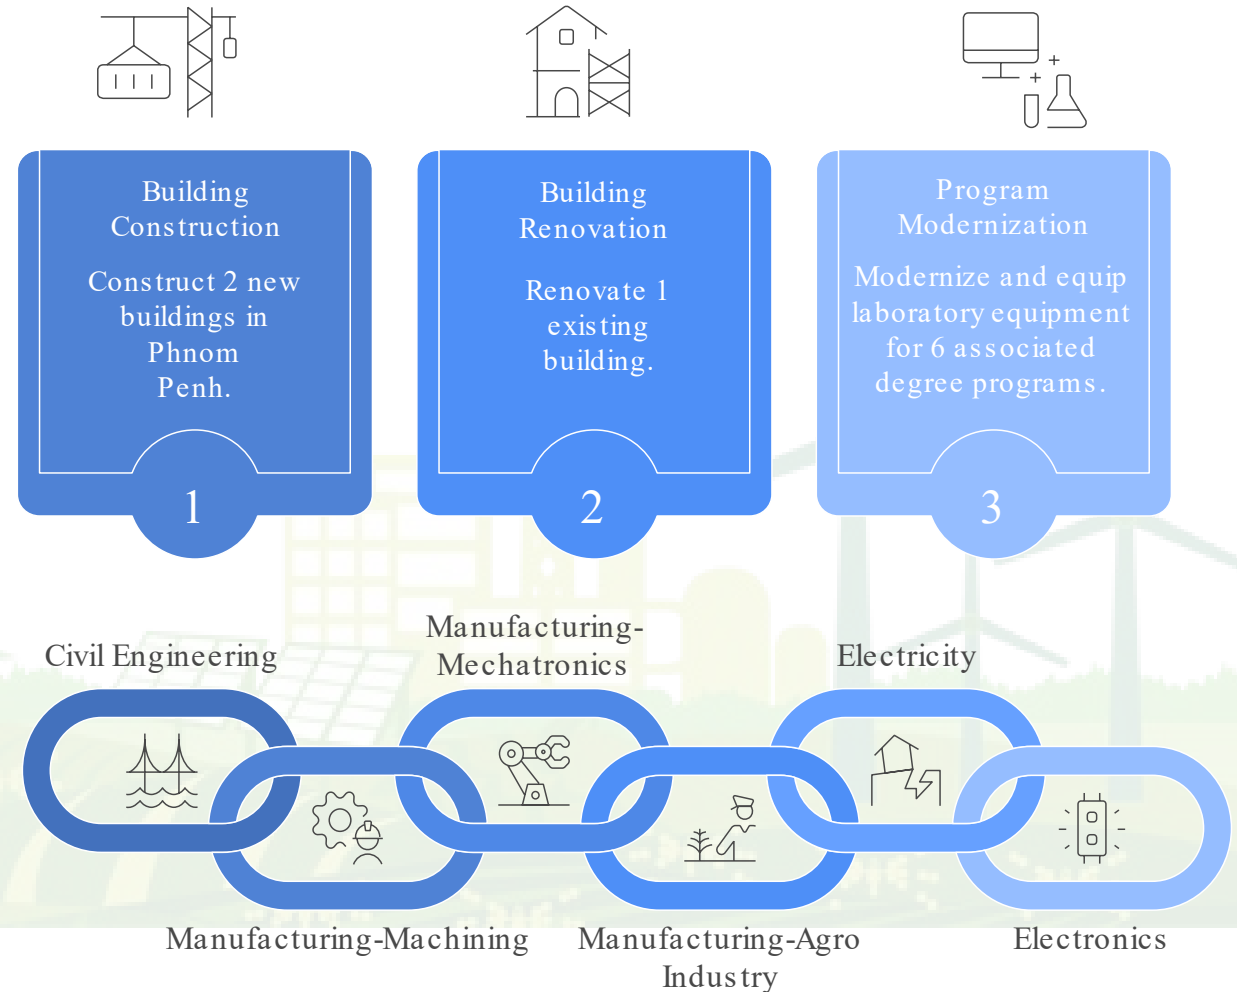 Building
Construction
Construct 2 new
buildings in
Phnom
Penh.
1
Building
Renovation
Renovate 1
existing
building.
2
Program
Modernization
Modernize and equip
laboratory equipment
for 6 associated
degree programs.
3
Civil Engineering
Manufacturing-
Mechatronics
Electricity
Manufacturing-Machining
Manufacturing-Agro
Industry
Electronics